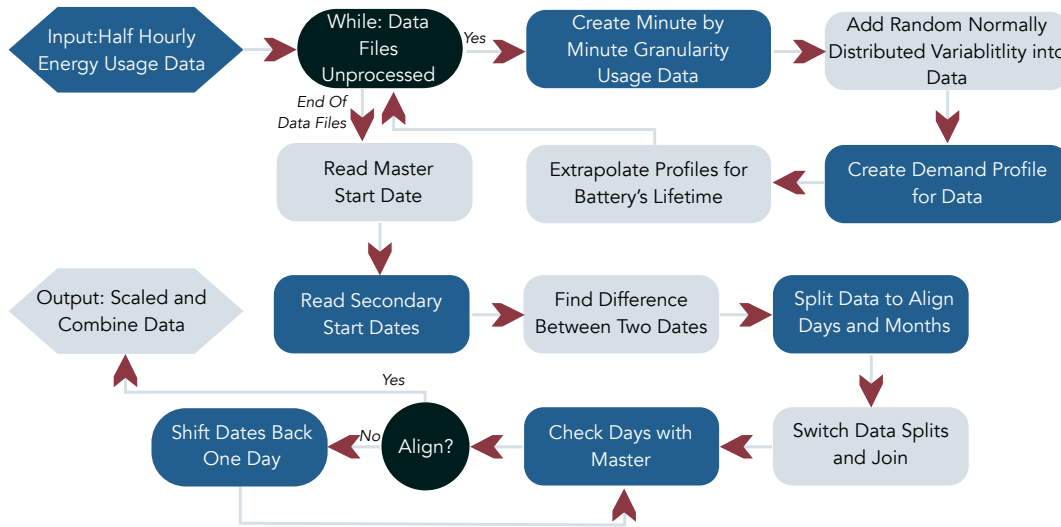 Input:Half Hourly
Energy Usage Data
While: Data
Files
Unprocessed
Yes
Create Minute by
Minute Granularity
Usage Data
Add Random Normally
Distributed Variablitlity into
Data
End Of
Data Files
Read Master
Start Date
Extrapolate Profiles for
Battery's Lifetime
Create Demand Profile
for Data
Output: Scaled and
Combine Data
Read Secondary
Start Dates
Find Difference
Between Two Dates
Split Data to Align
Days and Months
Yes
Shift Dates Back
One Day
No
Align?
Check Days with
Master
Switch Data Splits
and Join